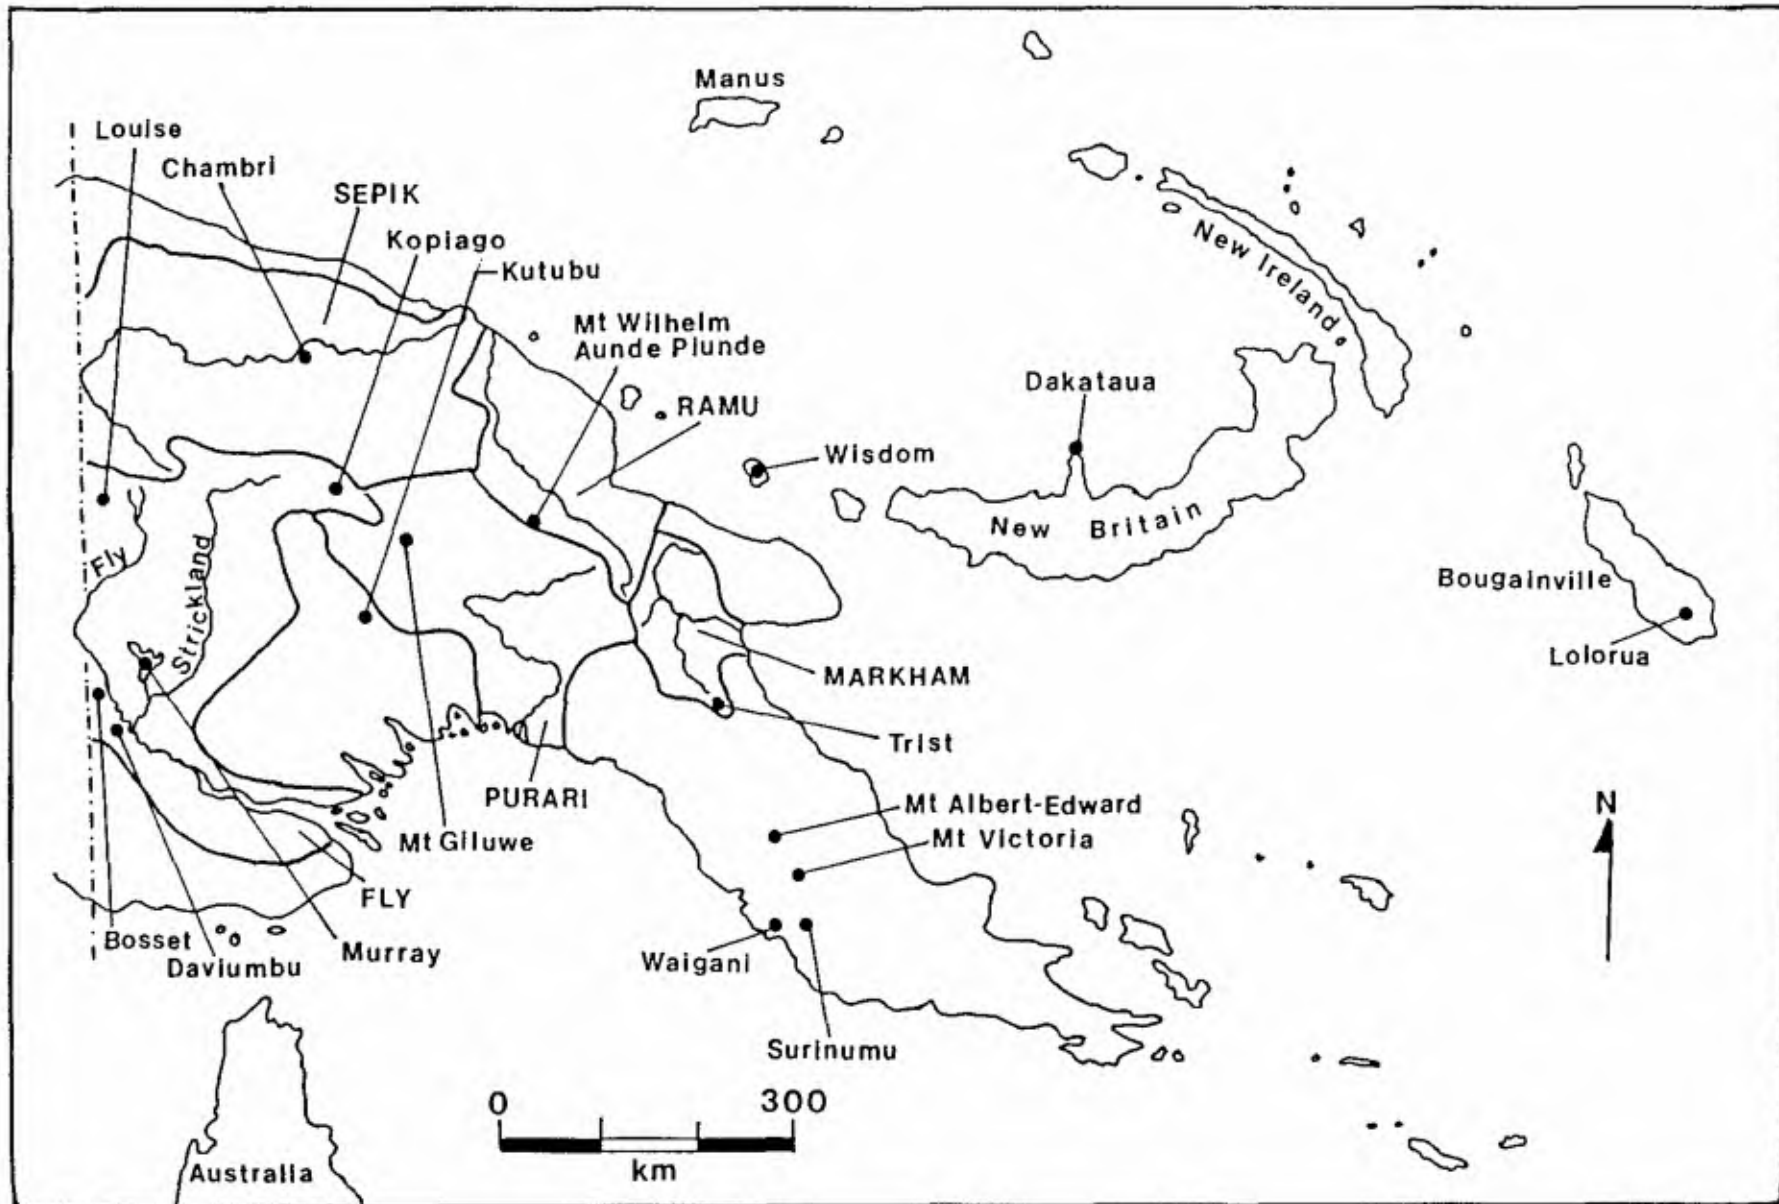 Manus
Louise
Chambri
SEPIK
Kopiago
Kutubu
New Ireland
Mt Wilhelm
Aunde Piunde
Dakataua
RAMU
Wisdom
New Britain
Fly
Strickland
Bougainville
Lolorua
MARKHAM
Trist
PURARI
Mt Giluwe
Mt Albert-Edward
Mt Victoria
N
FLY
Bosset
Murray
Daviumbu
Waigani
Surinumu
0 300
km
Australia